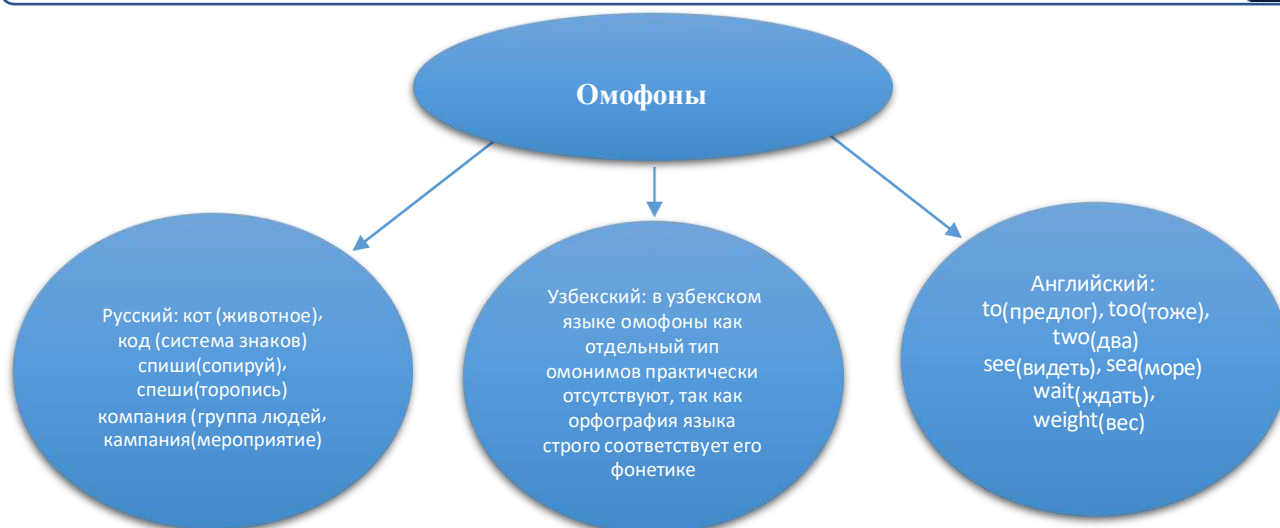 Омофоны
Русский: кот (животное),
код (система знаков)
спиши(сопируй),
спеши(торопись)
компания (группа людей,
кампания(мероприятие)
Узбекский: в узбекском
языке омофоны как
отдельный тип
омонимов практически
отсутствуют, так как
орфография языка
строго соответствует его
фонетике
Английский:
to(предлог), too(тоже),
two(два)
see(видеть), sea(море)
wait(ждать),
weight(вес)